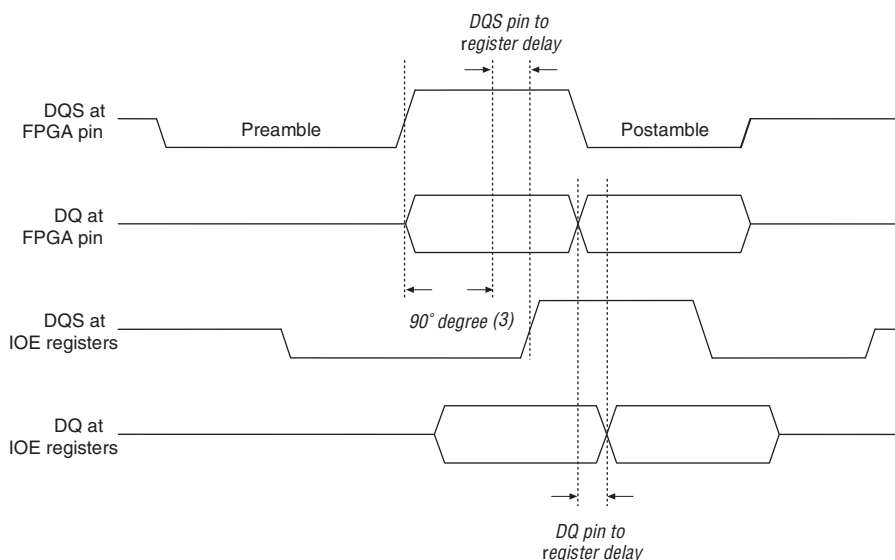 DQS pin to
register delay
DQS at
FPGA pin
Preamble
Postamble
DQ at
FPGA pin
90° degree (3)
DQS at
IOE registers
DQ at
IOE registers
DQ pin to
register delay